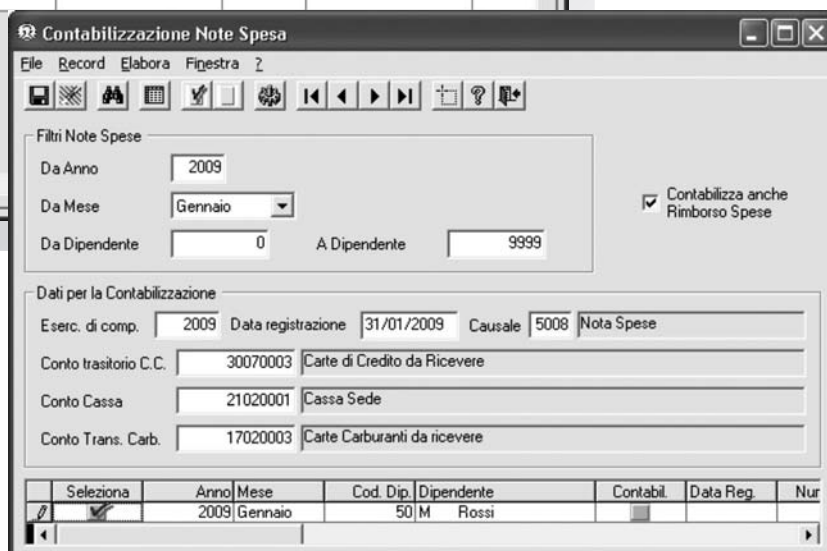 Contabilizzazione Note Spesa
File Record Elabora Finestra ?
Filtri Note Spese
Da Anno 2009
Da Mese Gennaio
Contabilizza anche
Rimborso Spese
Da Dipendente 0 A Dipendente 9999
Dati per la Contabilizzazione
Eserc. di comp. 2009 Data registrazione 31/01/2009 Causale 5008 Nota Spese
Conto trasitorio C.C. 30070003 Carte di Credito da Ricevere
Conto Cassa 21020001 Cassa Sede
Conto Trans. Carb. 17020003 Carte Carburanti da ricevere
Seleziona Anno Mese Cod. Dip. Dipendente Contabil. Data Reg. Nur
2009 Gennaio 50 M Rossi